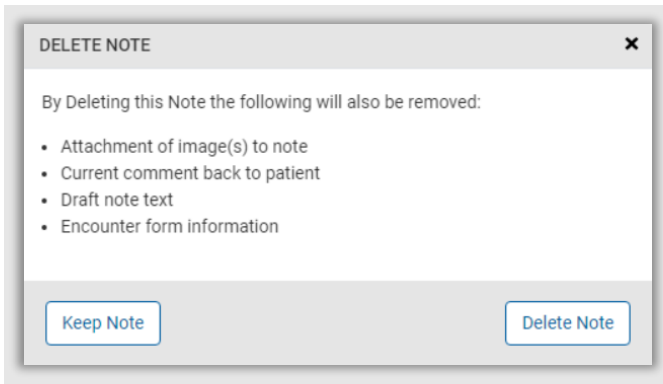 DELETE NOTE
By Deleting this Note the following will also be removed:
• Attachment of image(s) to note
• Current comment back to patient
• Draft note text
• Encounter form information
Keep Note
Delete Note